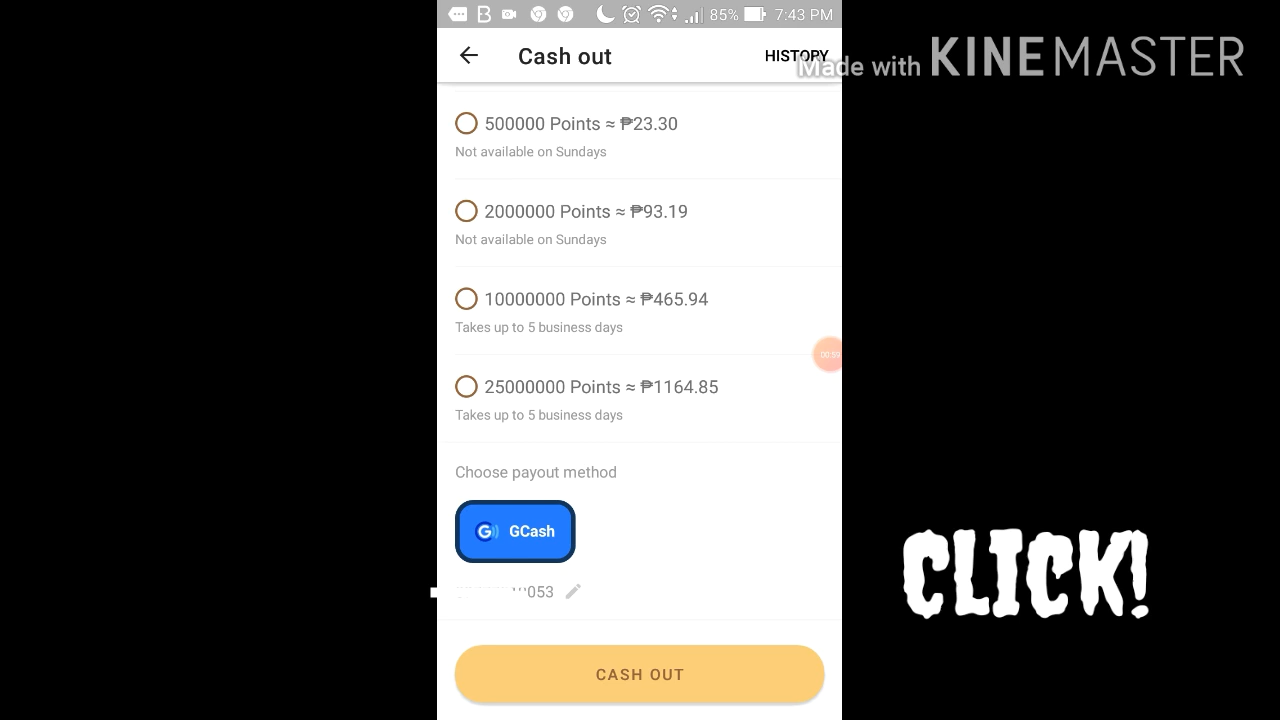 85% 7:43 PM
Cash out
HISTORY
Made with KINEMASTER
500000 Points ≈ ₱23.30
Not available on Sundays
2000000 Points ≈ ₱93.19
Not available on Sundays
10000000 Points ≈ ₱465.94
Takes up to 5 business days
00:59
25000000 Points ≈ ₱1164.85
Takes up to 5 business days
Choose payout method
G GCash
CLICK!
053
CASH OUT